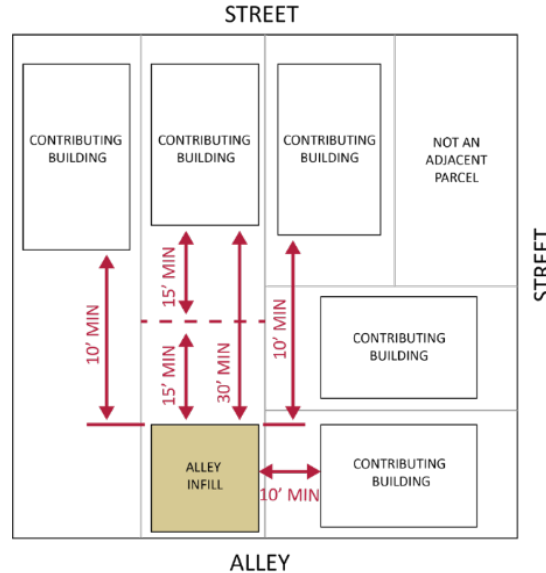 STREET
CONTRIBUTING
BUILDING
CONTRIBUTING
BUILDING
CONTRIBUTING
BUILDING
NOT AN
ADJACENT
PARCEL
STREET
15' MIN
10' MIN
15' MIN
30' MIN
10' MIN
CONTRIBUTING
BUILDING
ALLEY
INFILL
10' MIN
CONTRIBUTING
BUILDING
ALLEY